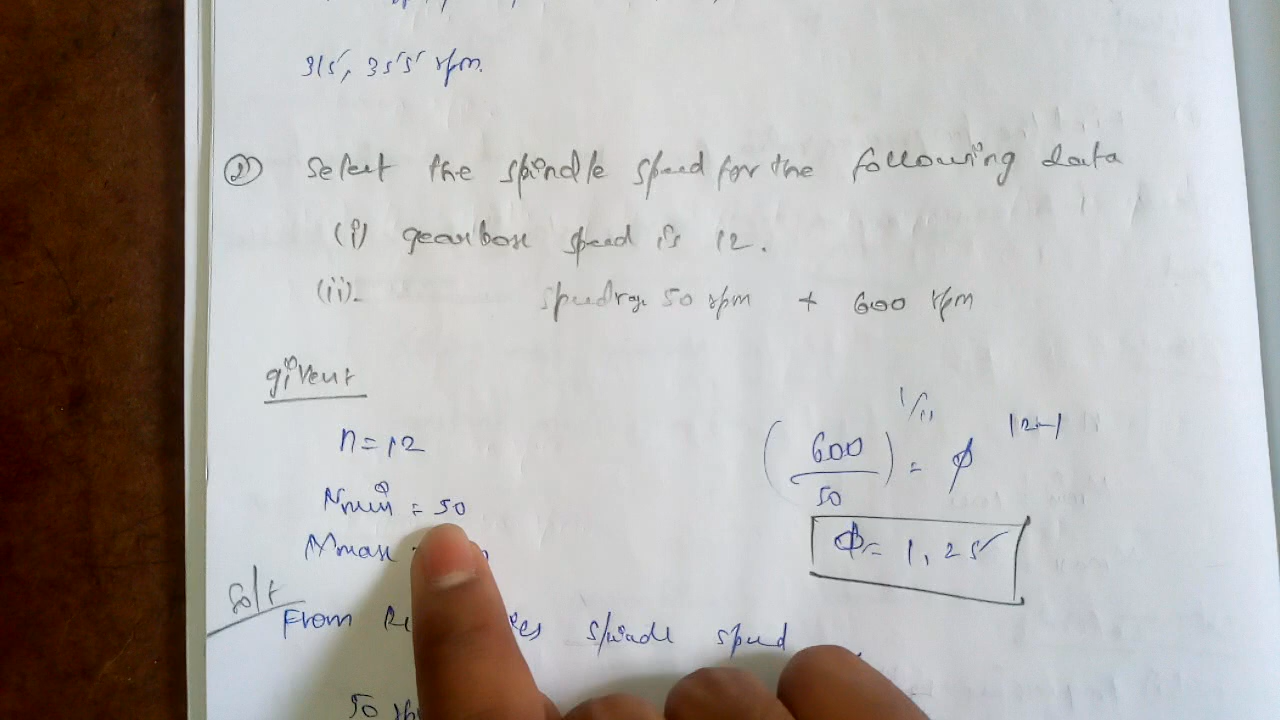 315, 355 rpm.
② Select the spindle speed for the following data
(i) gearbox speed is 12.
(ii). 50 rpm + 600 rpm
given
n = 12
(600/50)^1/11 = ϕ 12-1
Nmin = 50
ϕ = 1,25
Nmax =
Sol
From spindle speed
50